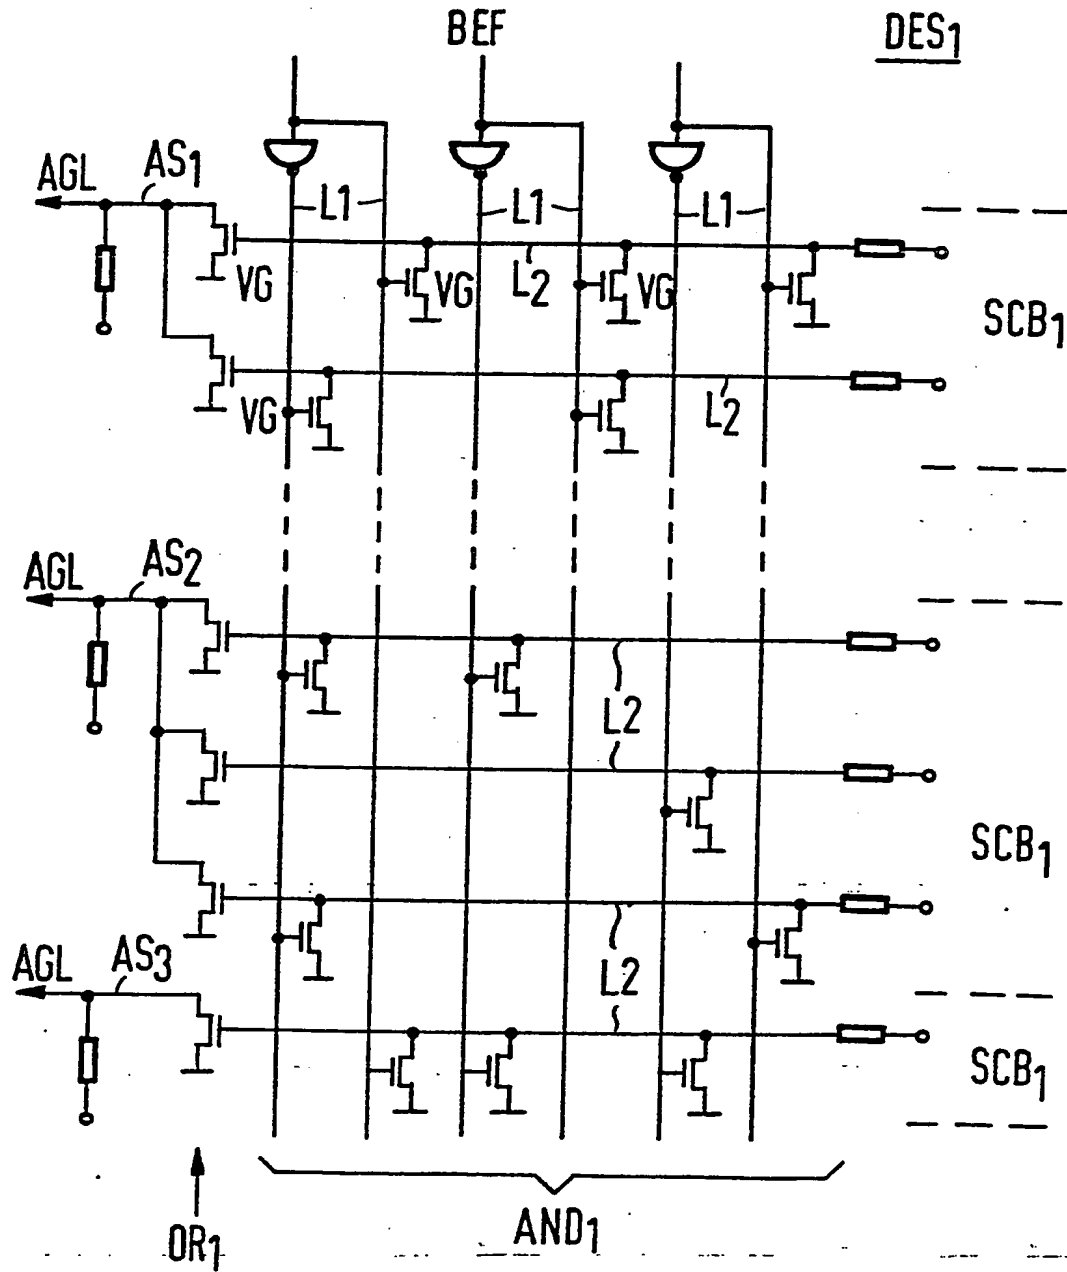 BEF DES1
AGL AS1 L1 L1 L1
VG VG L2 VG SCB1
VG L2
AGL AS2
L2
SCB1
AGL AS3 L2
SCB1
OR1 AND1